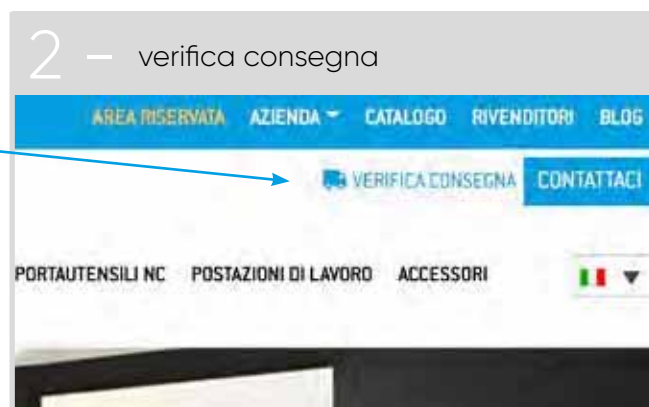 2 – verifica consegna
AREA RISERVATA AZIENDA CATALOGO RIVENDITORI BLOG
VERIFICA CONSEGNA CONTATTACI
PORTAUTENSILI NC POSTAZIONI DI LAVORO ACCESSORI